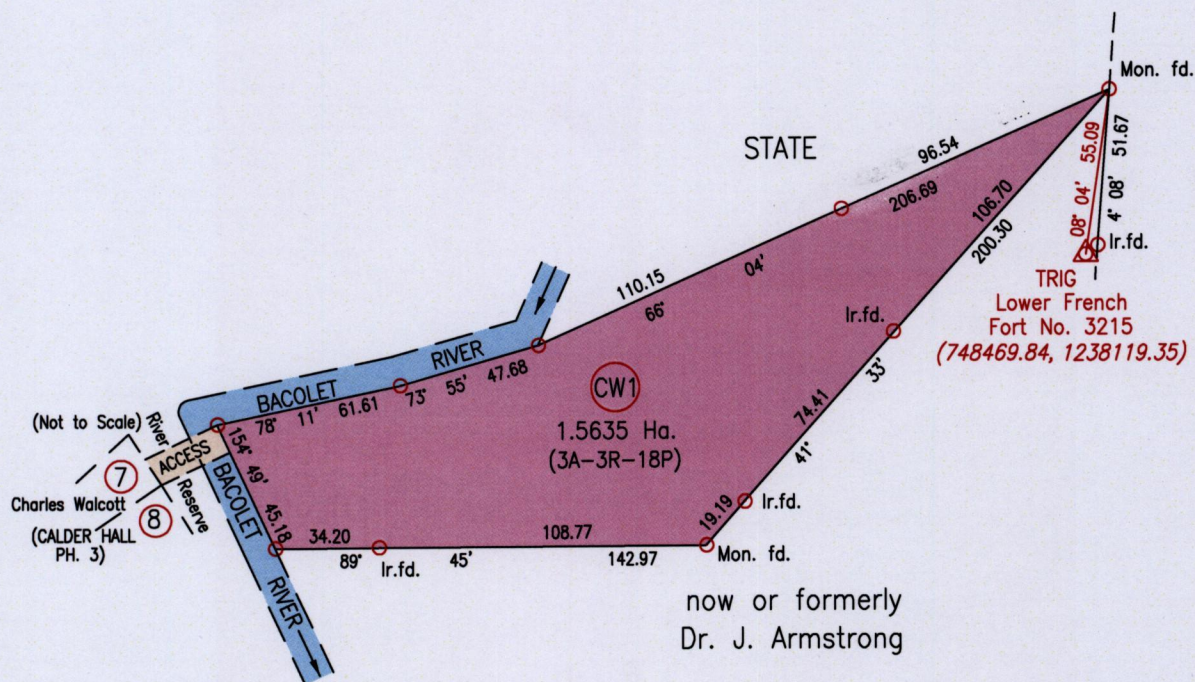 Mon. fd.
STATE
96.54
206.69
55.09
51.67
08° 04'
4° 08'
Ir.fd.
TRIG
Lower French
Fort No. 3215
(748469.84, 1238119.35)
106.70
200.30
110.15
66° 04'
Ir.fd.
33'
BACOLET RIVER
78° 11' 61.61
73° 55' 47.68
CW1
1.5635 Ha.
(3A-3R-18P)
74.41
41°
(Not to Scale)
River
Reserve
ACCESS
7
Charles Walcott
8
(CALDER HALL
PH. 3)
BACOLET RIVER
154° 49' 45.18
34.20
108.77
89° 45' 142.97
Ir.fd.
19.19
Ir.fd.
Mon. fd.
now or formerly
Dr. J. Armstrong